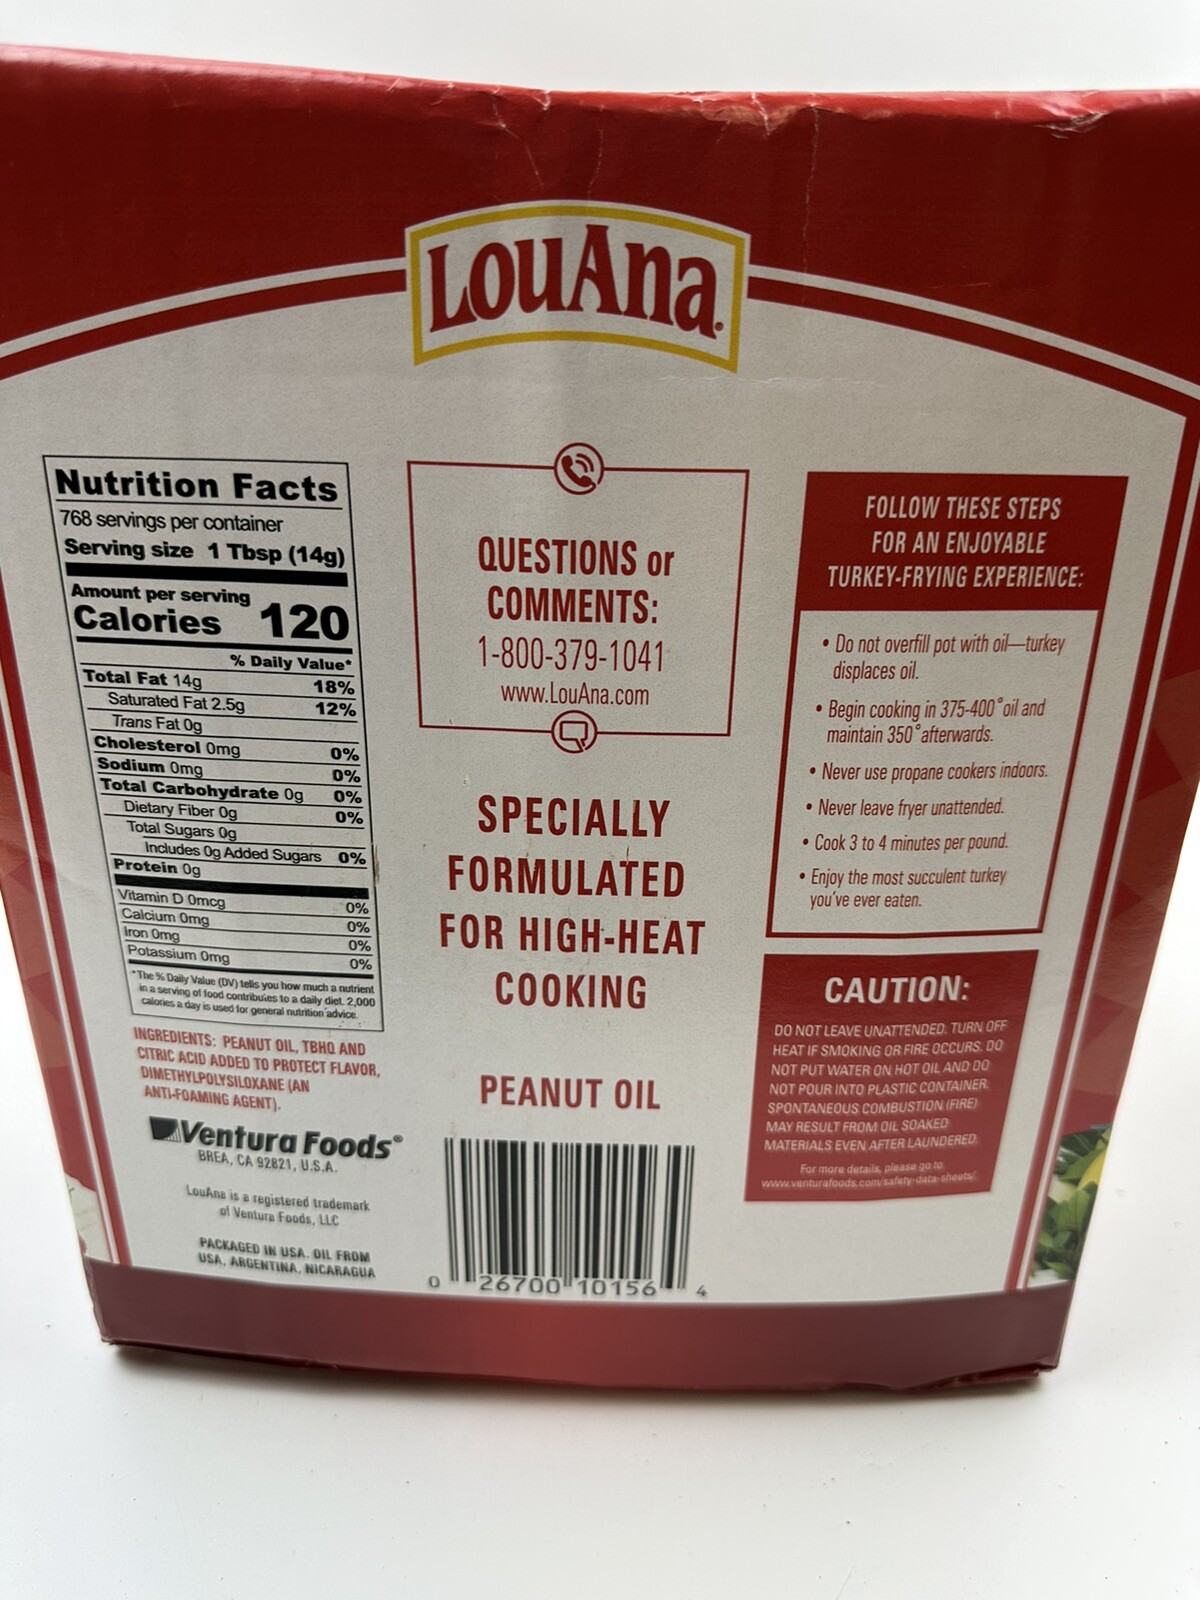 LouAna
Nutrition Facts
768 servings per container
Serving size 1 Tbsp (14g)
Amount per serving
Calories 120
% Daily Value*
Total Fat 14g 18%
Saturated Fat 2.5g 12%
Trans Fat 0g
Cholesterol 0mg 0%
Sodium 0mg 0%
Total Carbohydrate 0g 0%
Dietary Fiber 0g 0%
Total Sugars 0g
Includes 0g Added Sugars 0%
Protein 0g
Vitamin D 0mcg 0%
Calcium 0mg 0%
Iron 0mg 0%
Potassium 0mg 0%
*The % Daily Value (DV) tells you how much a nutrient
in a serving of food contributes to a daily diet. 2,000
calories a day is used for general nutrition advice.
INGREDIENTS: PEANUT OIL, TBHQ AND
CITRIC ACID ADDED TO PROTECT FLAVOR,
DIMETHYLPOLYSILOXANE (AN
ANTI-FOAMING AGENT).
Ventura Foods®
BREA, CA 92821, U.S.A.
LouAna is a registered trademark
of Ventura Foods, LLC
PACKAGED IN USA. OIL FROM
USA, ARGENTINA, NICARAGUA
QUESTIONS or
COMMENTS:
1-800-379-1041
www.LouAna.com
SPECIALLY
FORMULATED
FOR HIGH-HEAT
COOKING
PEANUT OIL
0 26700 10156 4
FOLLOW THESE STEPS
FOR AN ENJOYABLE
TURKEY-FRYING EXPERIENCE:
• Do not overfill pot with oil—turkey
displaces oil.
• Begin cooking in 375-400° oil and
maintain 350° afterwards.
• Never use propane cookers indoors.
• Never leave fryer unattended.
• Cook 3 to 4 minutes per pound.
• Enjoy the most succulent turkey
you've ever eaten.
CAUTION:
DO NOT LEAVE UNATTENDED. TURN OFF
HEAT IF SMOKING OR FIRE OCCURS. DO
NOT PUT WATER ON HOT OIL AND DO
NOT POUR INTO PLASTIC CONTAINER.
SPONTANEOUS COMBUSTION (FIRE)
MAY RESULT FROM OIL SOAKED
MATERIALS EVEN AFTER LAUNDERED.
For more details, please go to
www.venturafoods.com/safety-data-sheets/.